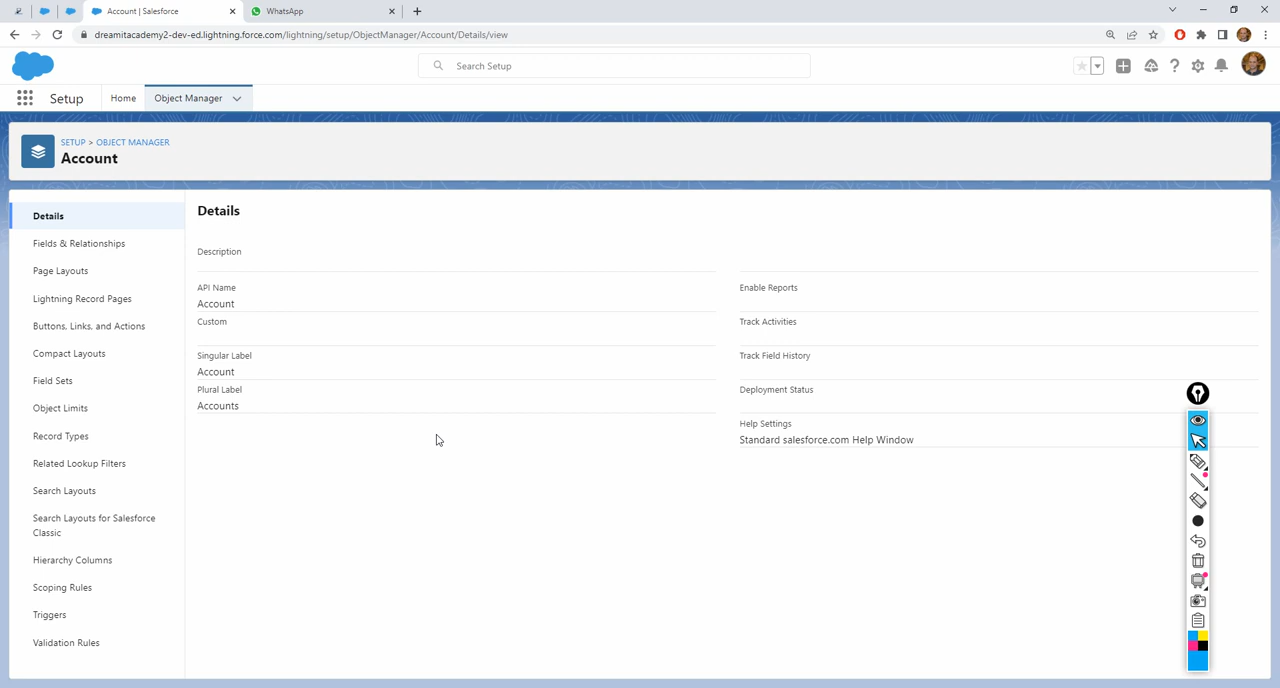 Account | Salesforce
WhatsApp
dreamitacademy2-dev-ed.lightning.force.com/lightning/setup/ObjectManager/Account/Details/view
Search Setup
Setup
Home
Object Manager
SETUP > OBJECT MANAGER
Account
Details
Fields & Relationships
Page Layouts
Lightning Record Pages
Buttons, Links, and Actions
Compact Layouts
Field Sets
Object Limits
Record Types
Related Lookup Filters
Search Layouts
Search Layouts for Salesforce
Classic
Hierarchy Columns
Scoping Rules
Triggers
Validation Rules
Details
Description
API Name
Account
Custom
Singular Label
Account
Plural Label
Accounts
Enable Reports
Track Activities
Track Field History
Deployment Status
Help Settings
Standard salesforce.com Help Window